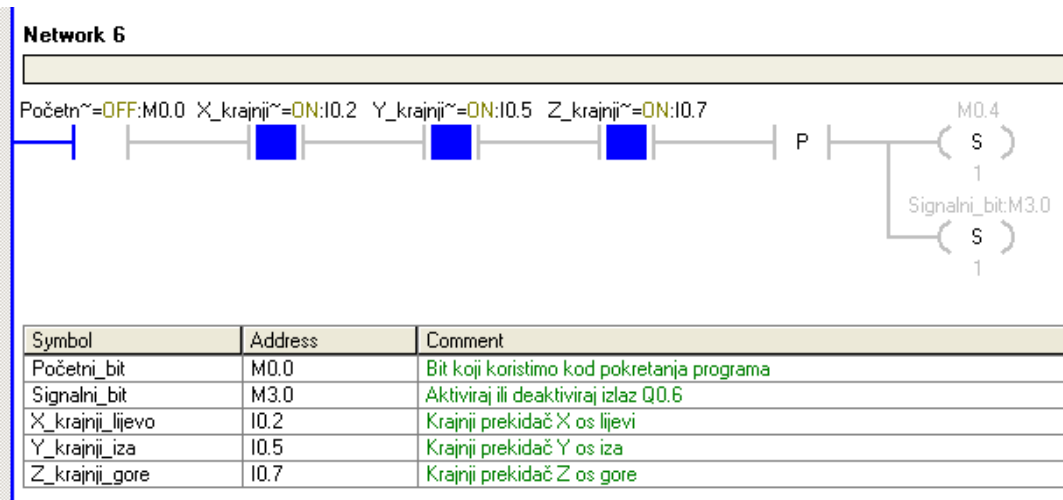 Network 6
Početn~=OFF:M0.0 X_krajnji~=ON:I0.2 Y_krajnji~=ON:I0.5 Z_krajnji~=ON:I0.7 M0.4
P S
1
Signalni_bit:M3.0
S
1
Symbol Address Comment
Početni_bit M0.0 Bit koji koristimo kod pokretanja programa
Signalni_bit M3.0 Aktiviraj ili deaktiviraj izlaz Q0.6
X_krajnji_lijevo I0.2 Krajnji prekidač X os lijevi
Y_krajnji_iza I0.5 Krajnji prekidač Y os iza
Z_krajnji_gore I0.7 Krajnji prekidač Z os gore